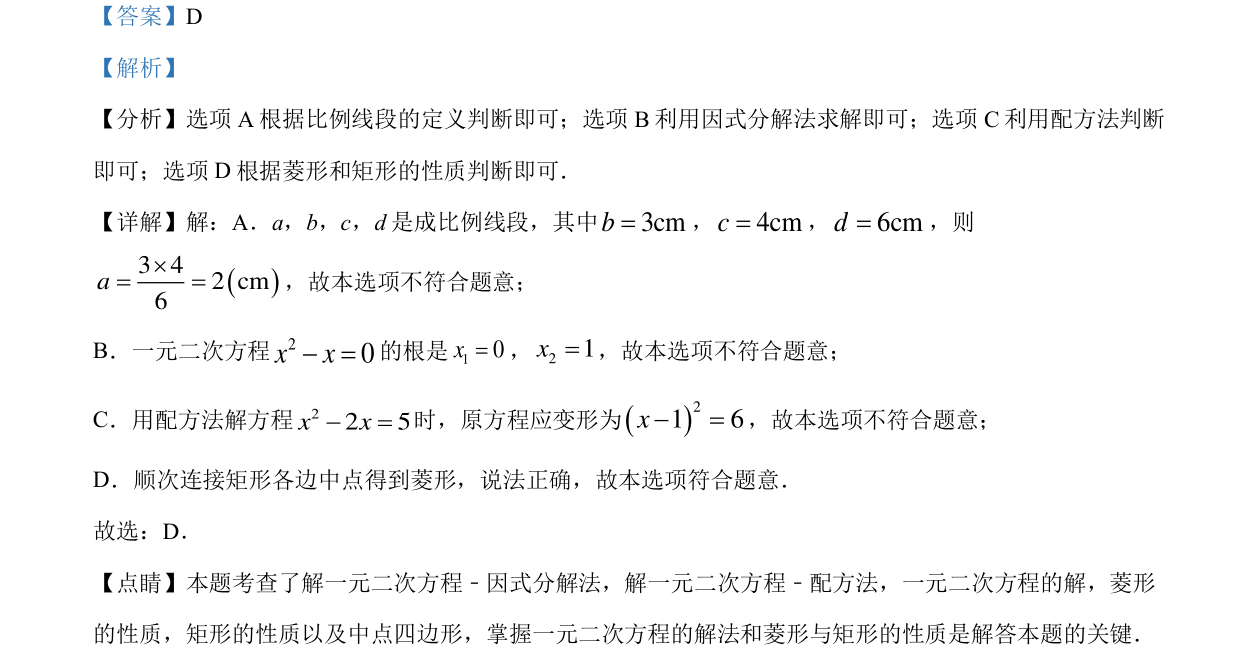 【答案】D
【解析】
【分析】选项 A 根据比例线段的定义判断即可；选项 B 利用因式分解法求解即可；选项 C 利用配方法判断
即可；选项 D 根据菱形和矩形的性质判断即可．
【详解】解：A．a，b，c，d 是成比例线段，其中 b = 3cm ， c = 4cm ， d = 6cm ，则
a = \frac{3×4}{6} = 2(cm)，故本选项不符合题意；
B．一元二次方程 x² − x = 0 的根是 x₁ = 0 ， x₂ = 1，故本选项不符合题意；
C．用配方法解方程 x² − 2x = 5 时，原方程应变形为 (x−1)² = 6，故本选项不符合题意；
D．顺次连接矩形各边中点得到菱形，说法正确，故本选项符合题意．
故选：D．
【点睛】本题考查了解一元二次方程﹣因式分解法，解一元二次方程﹣配方法，一元二次方程的解，菱形
的性质，矩形的性质以及中点四边形，掌握一元二次方程的解法和菱形与矩形的性质是解答本题的关键．